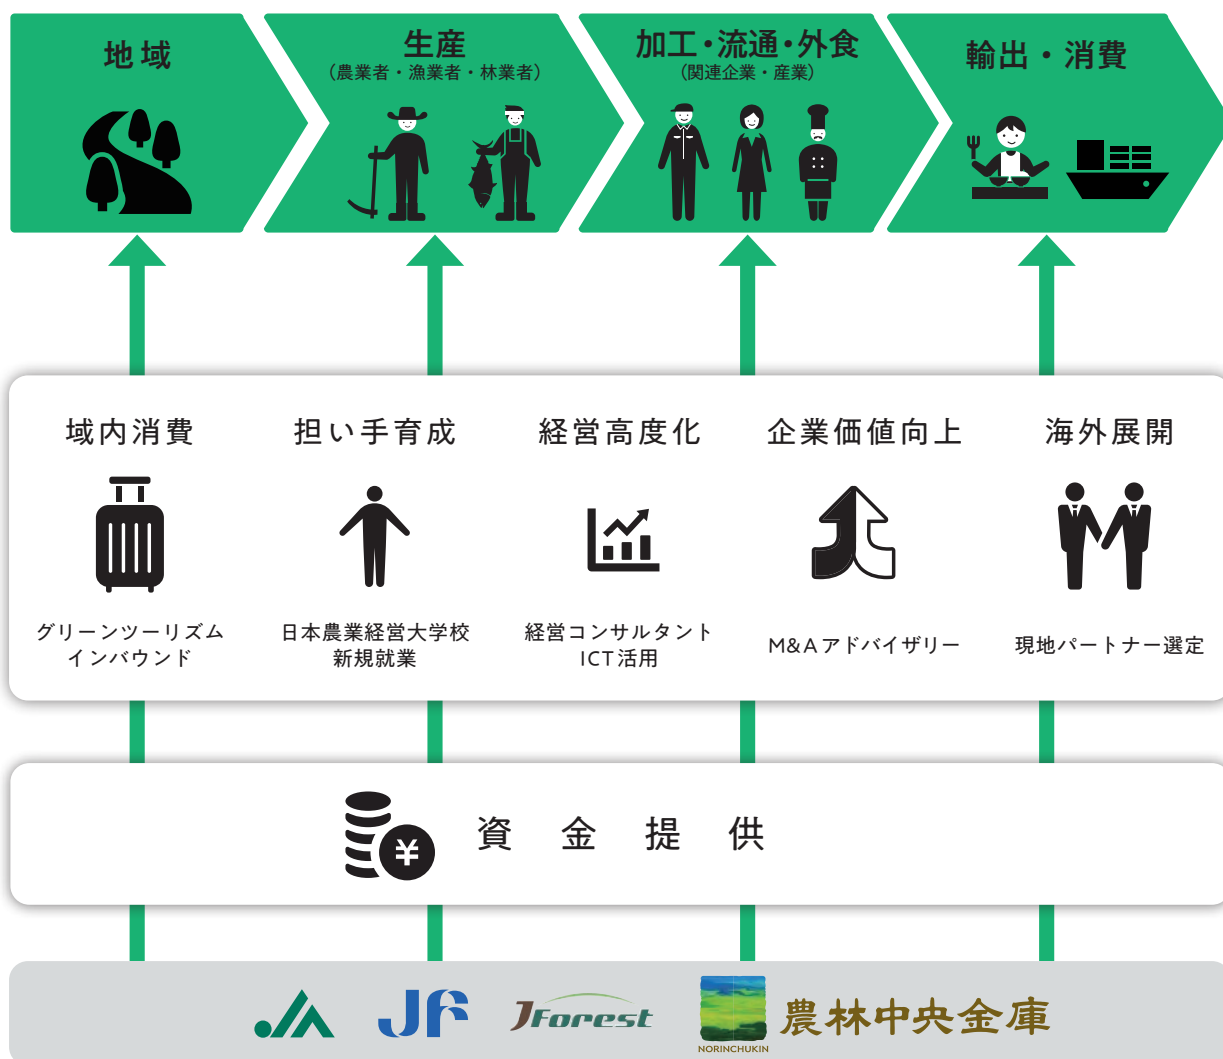 地域
生産
（農業者・漁業者・林業者）
加工・流通・外食
（関連企業・産業）
輸出・消費
域内消費
担い手育成
経営高度化
企業価値向上
海外展開
グリーンツーリズム
インバウンド
日本農業経営大学校
新規就業
経営コンサルタント
ICT活用
M&Aアドバイザリー
現地パートナー選定
¥
資金提供
JA
JF
JForest
NORINCHUKIN
農林中央金庫